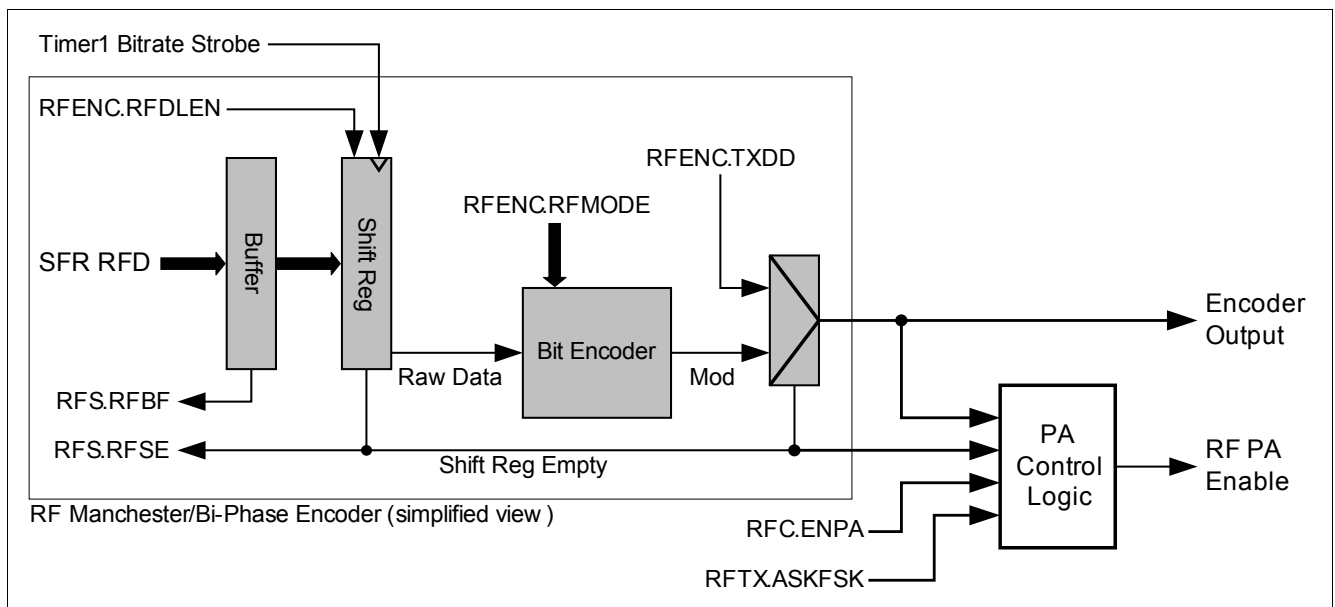 Timer1 Bitrate Strobe
RFENC.RFDLEN
RFENC.TXDD
RFENC.RFMODE
SFR RFD
Buffer
Shift Reg
Bit Encoder
Encoder
Output
Raw Data
Mod
RFS.RFBF
RFS.RFSE
Shift Reg Empty
PA
Control
Logic
RF PA
Enable
RF Manchester/Bi-Phase Encoder (simplified view )
RFC.ENPA
RFTX.ASKFSK